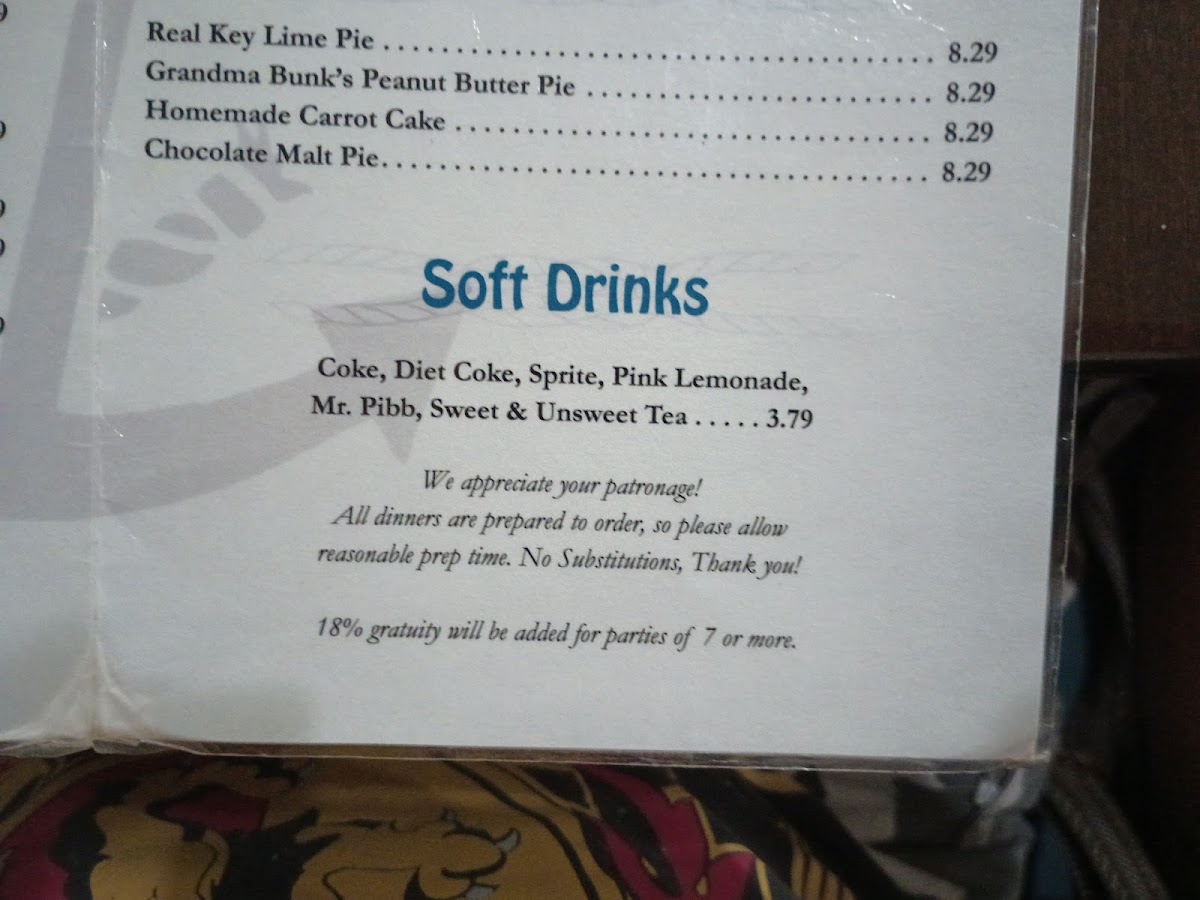 Real Key Lime Pie . . . . . . . . . . . . . . . . . . . . . . . . . . . . . . . . . . . . . . . 8.29
Grandma Bunk's Peanut Butter Pie . . . . . . . . . . . . . . . . . . . . . . . . . 8.29
Homemade Carrot Cake . . . . . . . . . . . . . . . . . . . . . . . . . . . . . . . . . . 8.29
Chocolate Malt Pie. . . . . . . . . . . . . . . . . . . . . . . . . . . . . . . . . . . . . . . 8.29
Soft Drinks
Coke, Diet Coke, Sprite, Pink Lemonade,
Mr. Pibb, Sweet & Unsweet Tea . . . . . 3.79
We appreciate your patronage!
All dinners are prepared to order, so please allow
reasonable prep time. No Substitutions, Thank you!
18% gratuity will be added for parties of 7 or more.